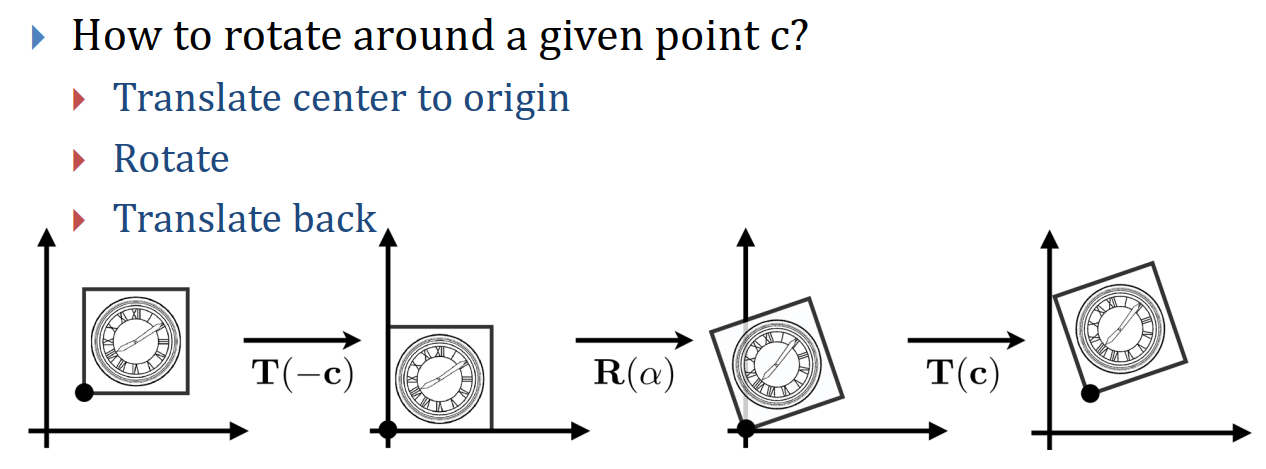 How to rotate around a given point c?
Translate center to origin
Rotate
Translate back
T(−c)
R(α)
T(c)